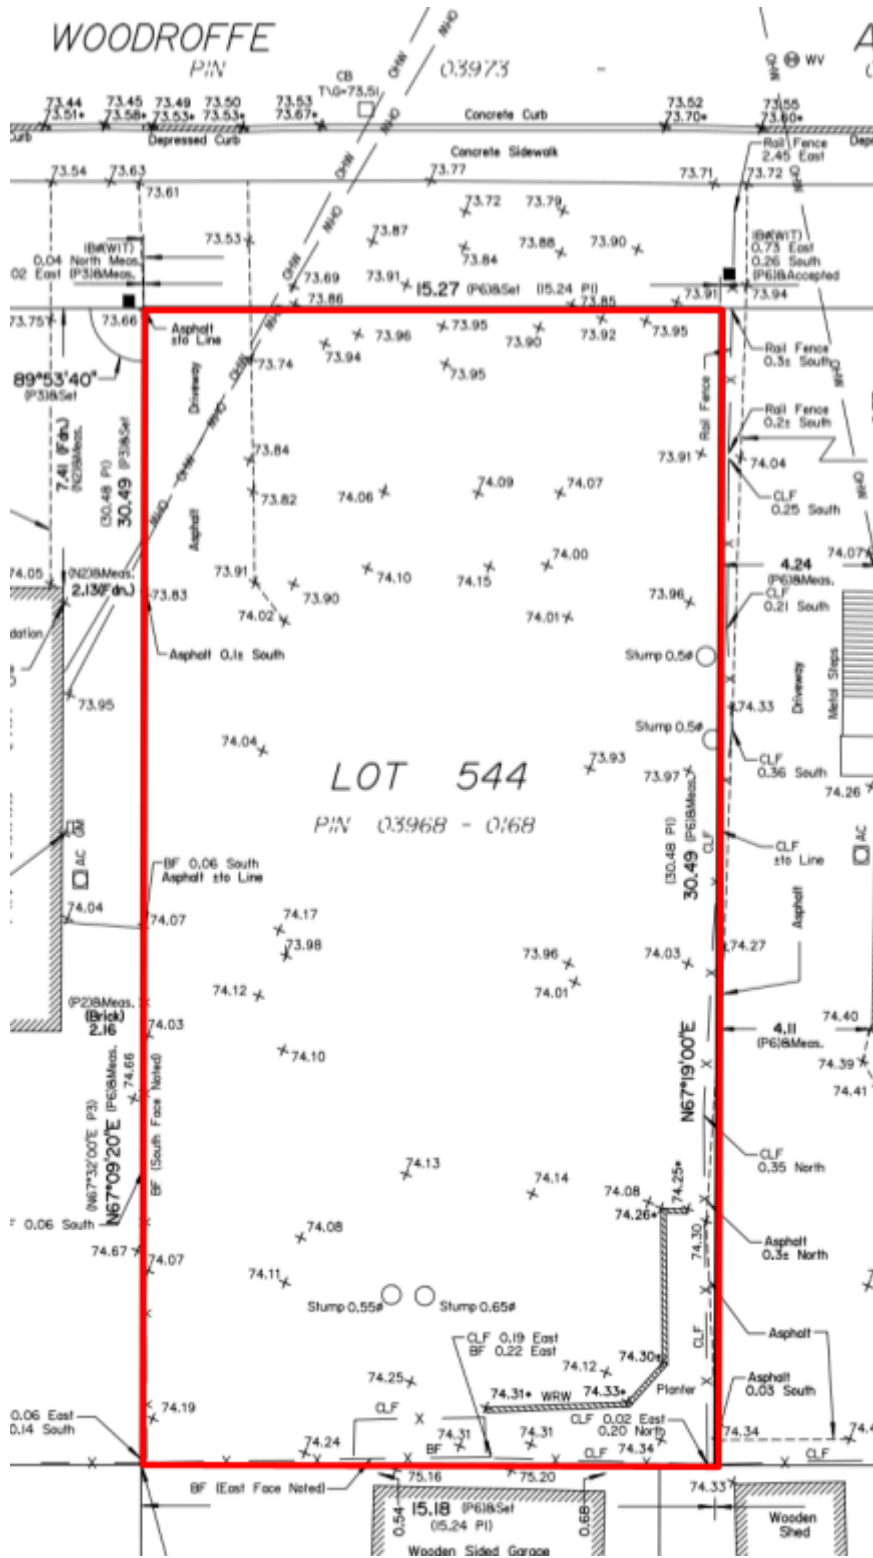 WOODROFFE
A
PIN
03973
-
CB
T\G=73.51
OHW
OHW
OHW
WV
73.44
73.51*
73.45
73.58*
73.49
73.53*
73.50
73.53*
73.53
73.67*
73.52
73.70*
73.55
73.60*
Concrete Curb
Depressed Curb
Concrete Sidewalk
Rail Fence
2.45 East
73.54
73.63
73.61
73.77
73.71
73.72
73.72
73.79
73.53
73.87
73.84
73.88
73.90
IB#(WIT)
0.04 North Meas.
02 East (P3)&Meas.
IB#(WIT)
0.73 East
0.26 South
(P6)&Accepted
73.69
73.91
15.27 (P6)&Set (15.24 P1)
73.86
73.85
73.91
73.94
73.75
73.66
Asphalt
±to Line
73.96
73.95
73.90
73.92
73.95
73.94
73.74
73.95
Rail Fence
0.3± South
89°53'40"
(P3)&Set
Driveway
Rail Fence
Rail Fence
0.2± South
7.41 (Fdn.)
(N2)&Meas.
(30.48 P1)
30.49 (P3)&Set
73.84
73.91
74.04
73.82
74.06
74.09
74.07
CLF
0.25 South
Asphalt
OHW
74.05
(N2)&Meas.
2.13(Fdn.)
73.83
73.91
73.90
74.10
74.15
74.00
74.07
4.24
(P6)&Meas.
CLF
0.21 South
73.96
74.02
74.01
dation
Asphalt 0.1± South
Stump 0.5ø
73.95
Driveway
Metal Steps
74.33
Stump 0.5ø
74.04
73.93
73.97
CLF
0.36 South
74.26
LOT 544
PIN 03968 - 0168
GM
AC
(30.48 P1)
30.49 (P6)&Meas.
CLF
CLF
±to Line
AC
BF 0.06 South
Asphalt ±to Line
Asphalt
74.04
74.07
74.17
73.98
73.96
74.03
74.27
74.12
74.01
(P2)&Meas.
(Brick)
2.16
74.03
74.10
74.40
4.11
(P6)&Meas.
74.39
74.41
74.66
N67°19'00"E
(N67°32'00"E P3)
N67°09'20"E (P6)&Meas.
BF (South Face Noted)
CLF
0.35 North
74.13
74.14
74.08
74.25*
74.26*
F 0.06 South
74.30
Asphalt
0.3± North
74.67
74.07
74.08
74.11
Stump 0.55ø
Stump 0.65ø
CLF 0.19 East
BF 0.22 East
CLF
Asphalt
74.30*
74.12
74.25
74.31*
WRW
74.33*
Planter
Asphalt
0.03 South
0.06 East
0.14 South
74.19
CLF
CLF 0.02 East
0.20 North
74.24
BF
74.31
74.31
CLF
74.34
74.34
CLF
75.16
75.20
74.33
BF (East Face Noted)
0.54
15.18 (P6)&Set
(15.24 P1)
0.68
Wooden Sided Garage
Wooden
Shed